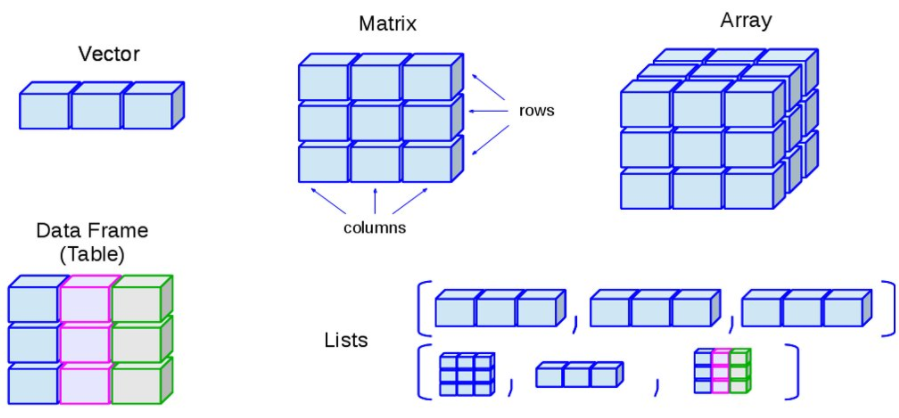 Vector
Matrix
Array
rows
columns
Data Frame
(Table)
Lists